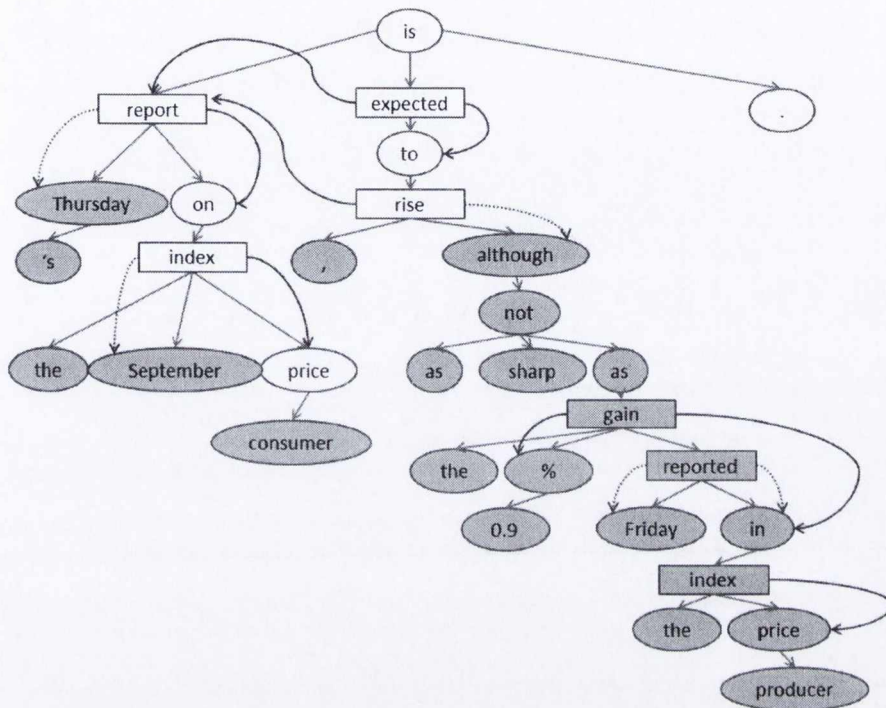 is
report
expected
.
to
Thursday
on
rise
's
index
,
although
not
the
September
price
as
sharp
as
consumer
gain
the
%
reported
0.9
Friday
in
index
the
price
producer